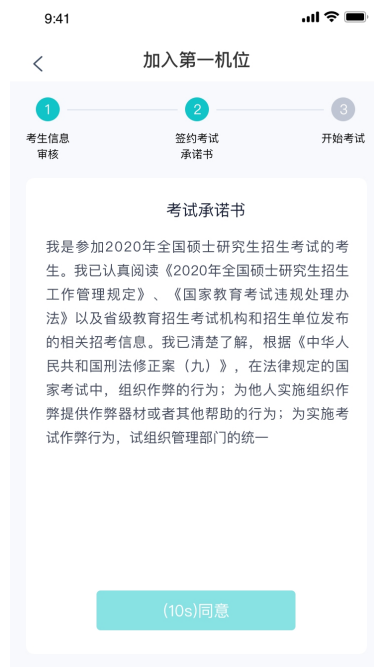 9:41
加入第一机位
1
2
3
考生信息
审核
签约考试
承诺书
开始考试
考试承诺书
我是参加2020年全国硕士研究生招生考试的考
生。我已认真阅读《2020年全国硕士研究生招生
工作管理规定》、《国家教育考试违规处理办
法》以及省级教育招生考试机构和招生单位发布
的相关招考信息。我已清楚了解，根据《中华人
民共和国刑法修正案（九）》，在法律规定的国
家考试中，组织作弊的行为；为他人实施组织作
弊提供作弊器材或者其他帮助的行为；为实施考
试作弊行为，试组织管理部门的统一
(10s)同意